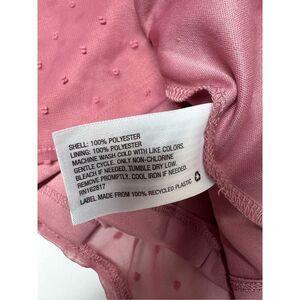 SHELL: 100% POLYESTER
LINING: 100% POLYESTER
MACHINE WASH COLD WITH LIKE COLORS.
GENTLE CYCLE. ONLY NON-CHLORINE
BLEACH IF NEEDED. TUMBLE DRY LOW.
REMOVE PROMPTLY. COOL IRON IF NEEDED.
RN162817
LABEL MADE FROM 100% RECYCLED PLASTIC